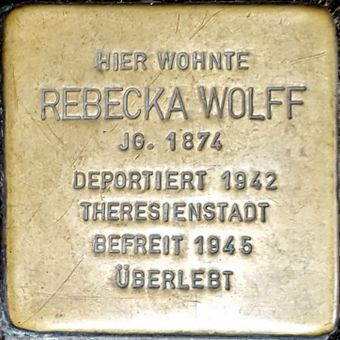 HIER WOHNTE
REBECKA WOLFF
JG. 1874
DEPORTIERT 1942
THERESIENSTADT
BEFREIT 1945
ÜBERLEBT